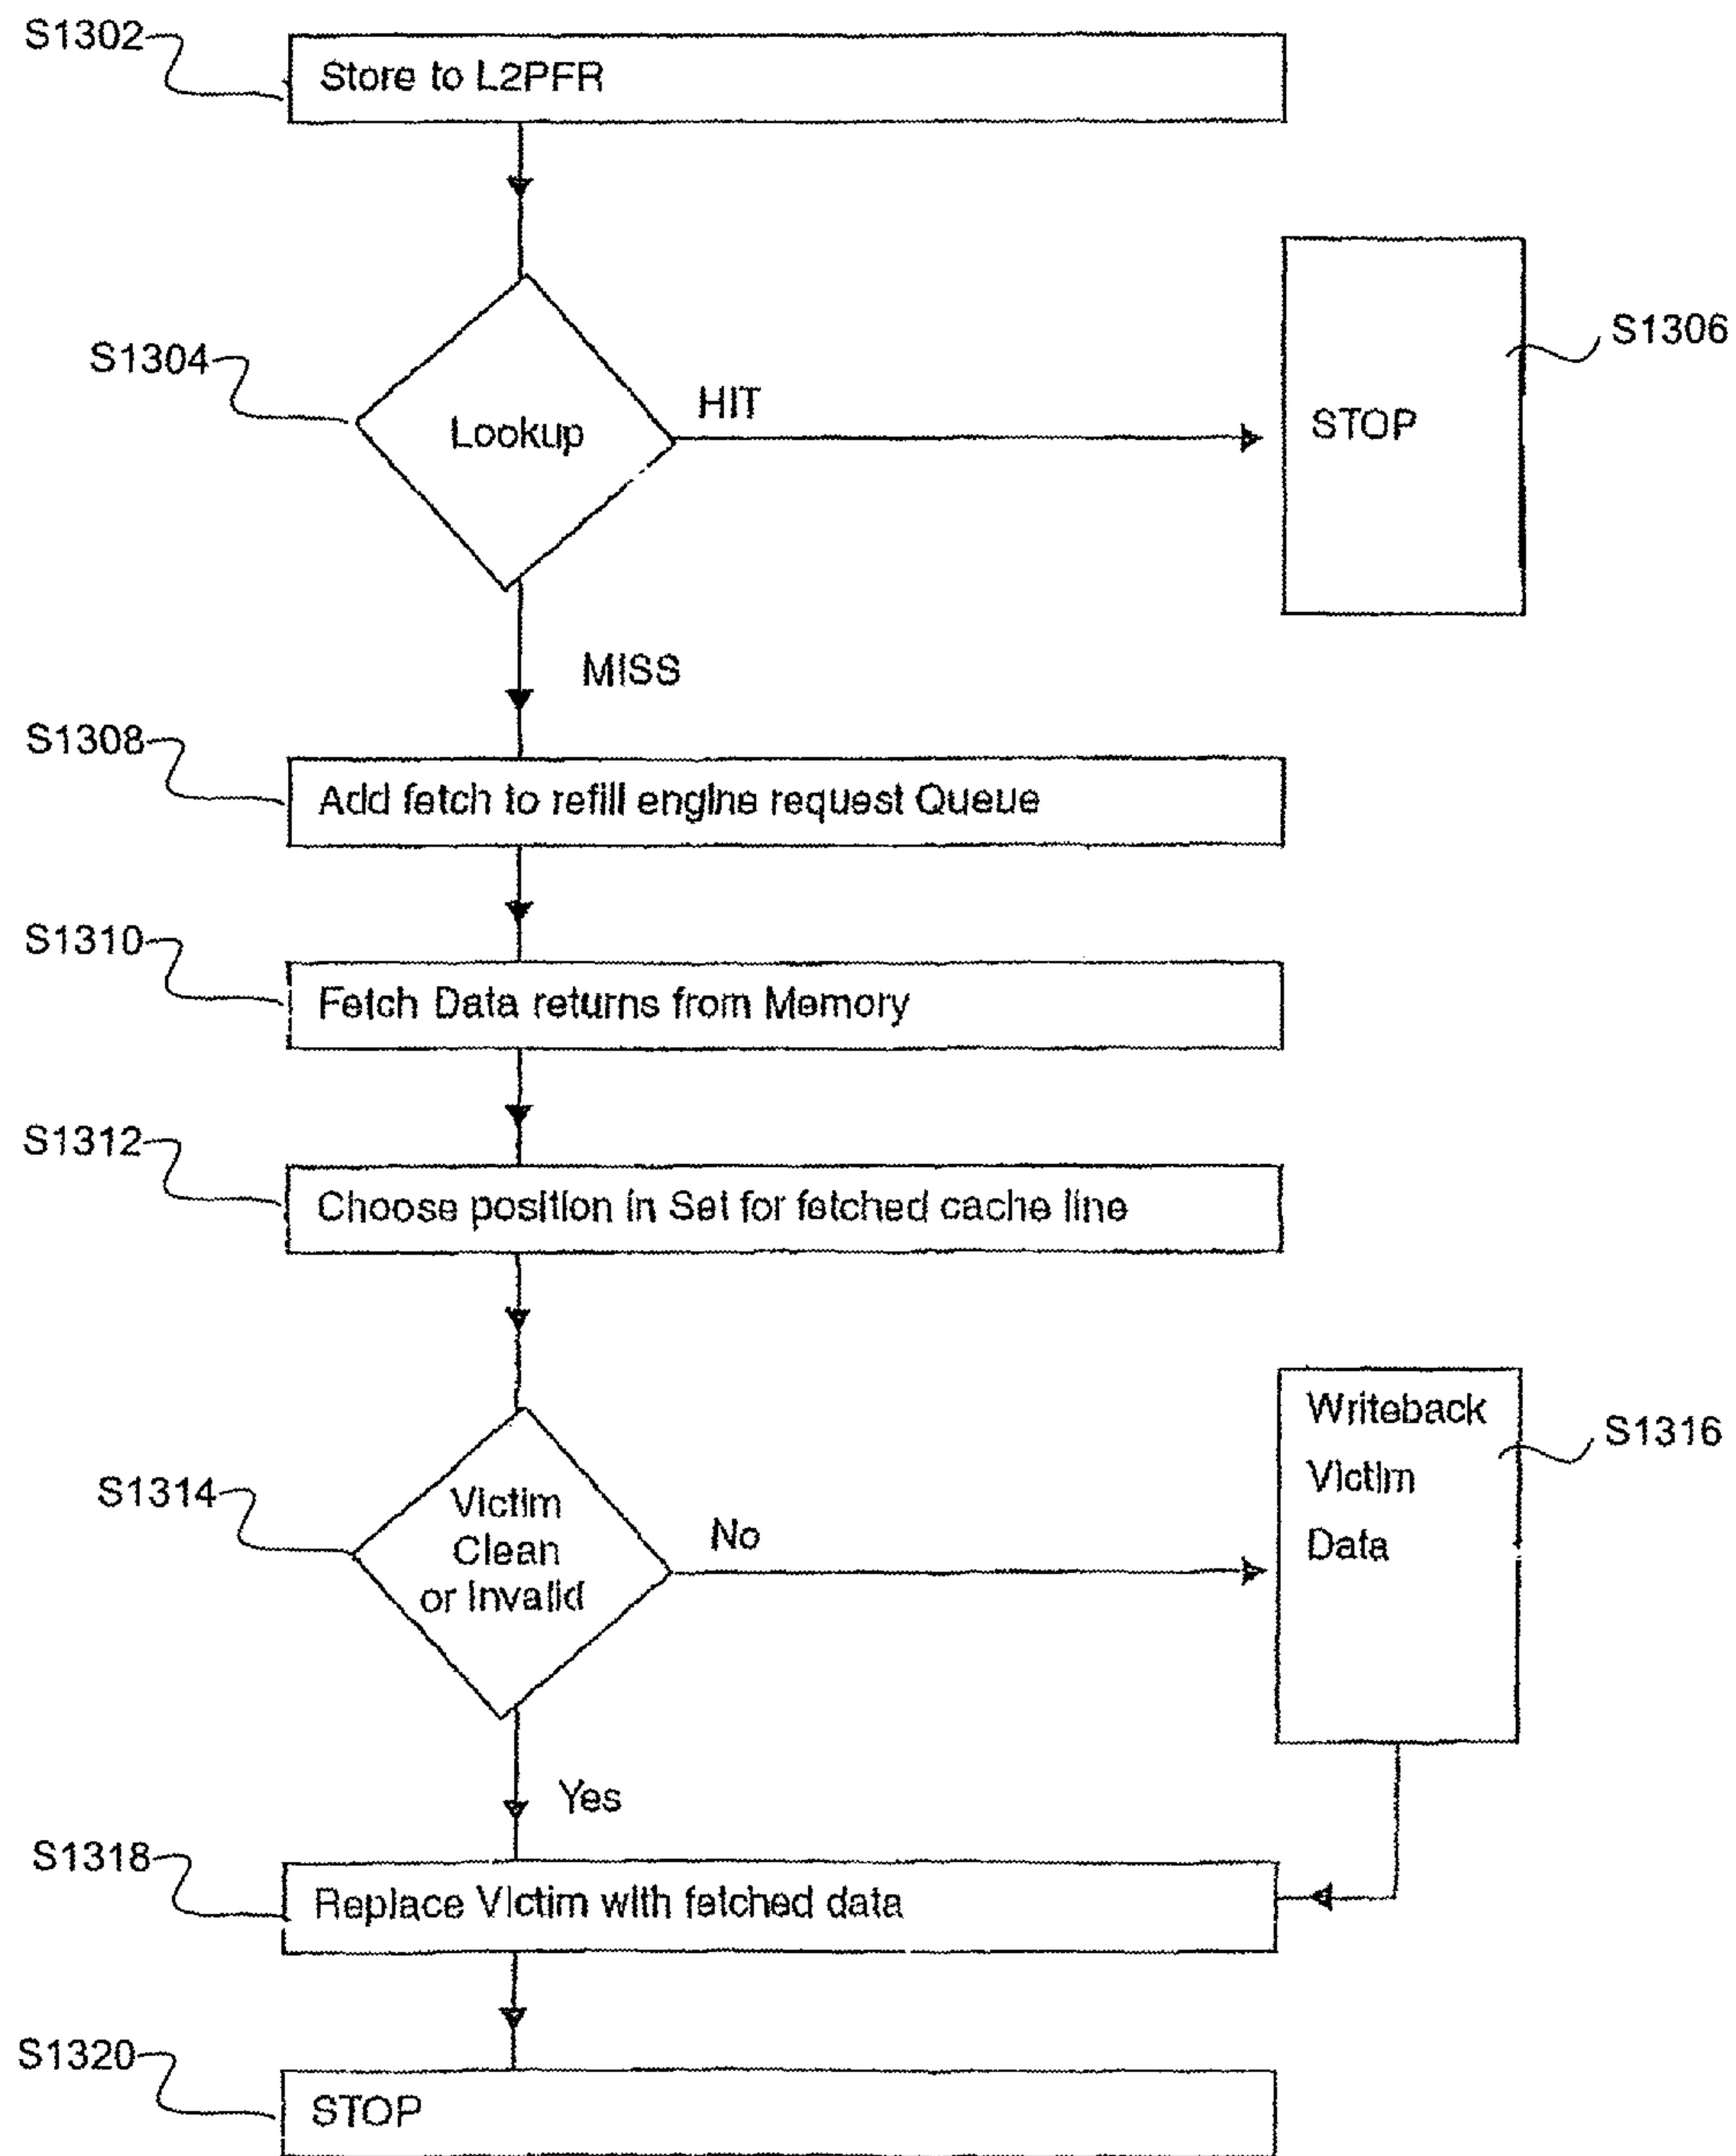 S1302
Store to L2PFR
S1304
Lookup
HIT
STOP
S1306
MISS
S1308
Add fetch to refill engine request Queue
S1310
Fetch Data returns from Memory
S1312
Choose position in Set for fetched cache line
S1314
Victim
Clean
or Invalid
No
Writeback
Victim
Data
S1316
Yes
S1318
Replace Victim with fetched data
S1320
STOP